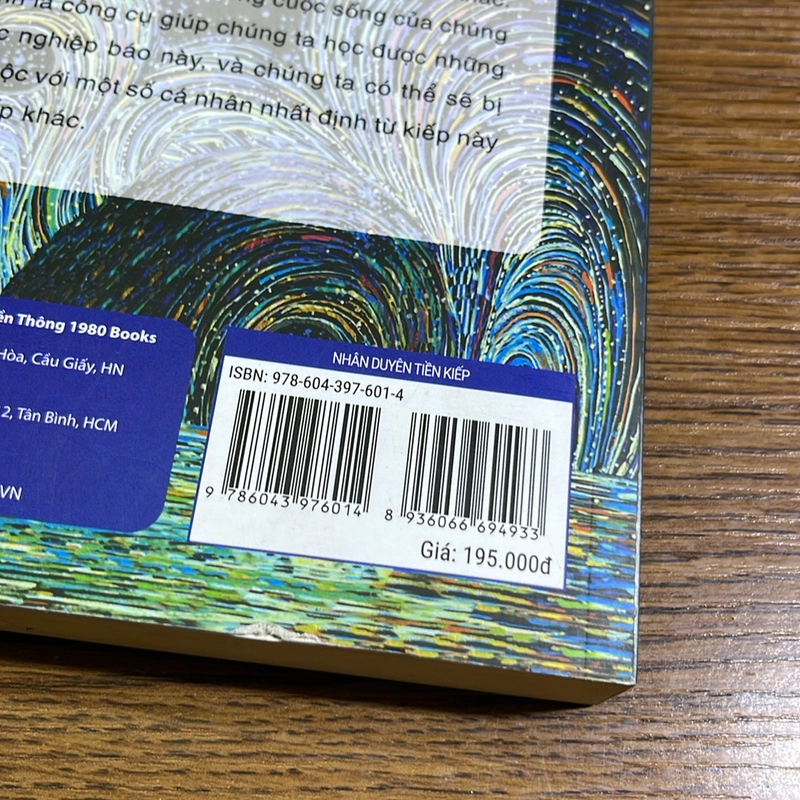 khác.
cuộc sống của chúng
là công cụ giúp chúng ta học được những
nghiệp báo này, và chúng ta có thể sẽ bị
với một số cá nhân nhất định từ kiếp này
khác.
Thông 1980 Books
Hòa, Cầu Giấy, HN
2, Tân Bình, HCM
VN
NHÂN DUYÊN TIỀN KIẾP
ISBN: 978-604-397-601-4
9 786043 976014
8 936066 694933
Giá: 195.000đ